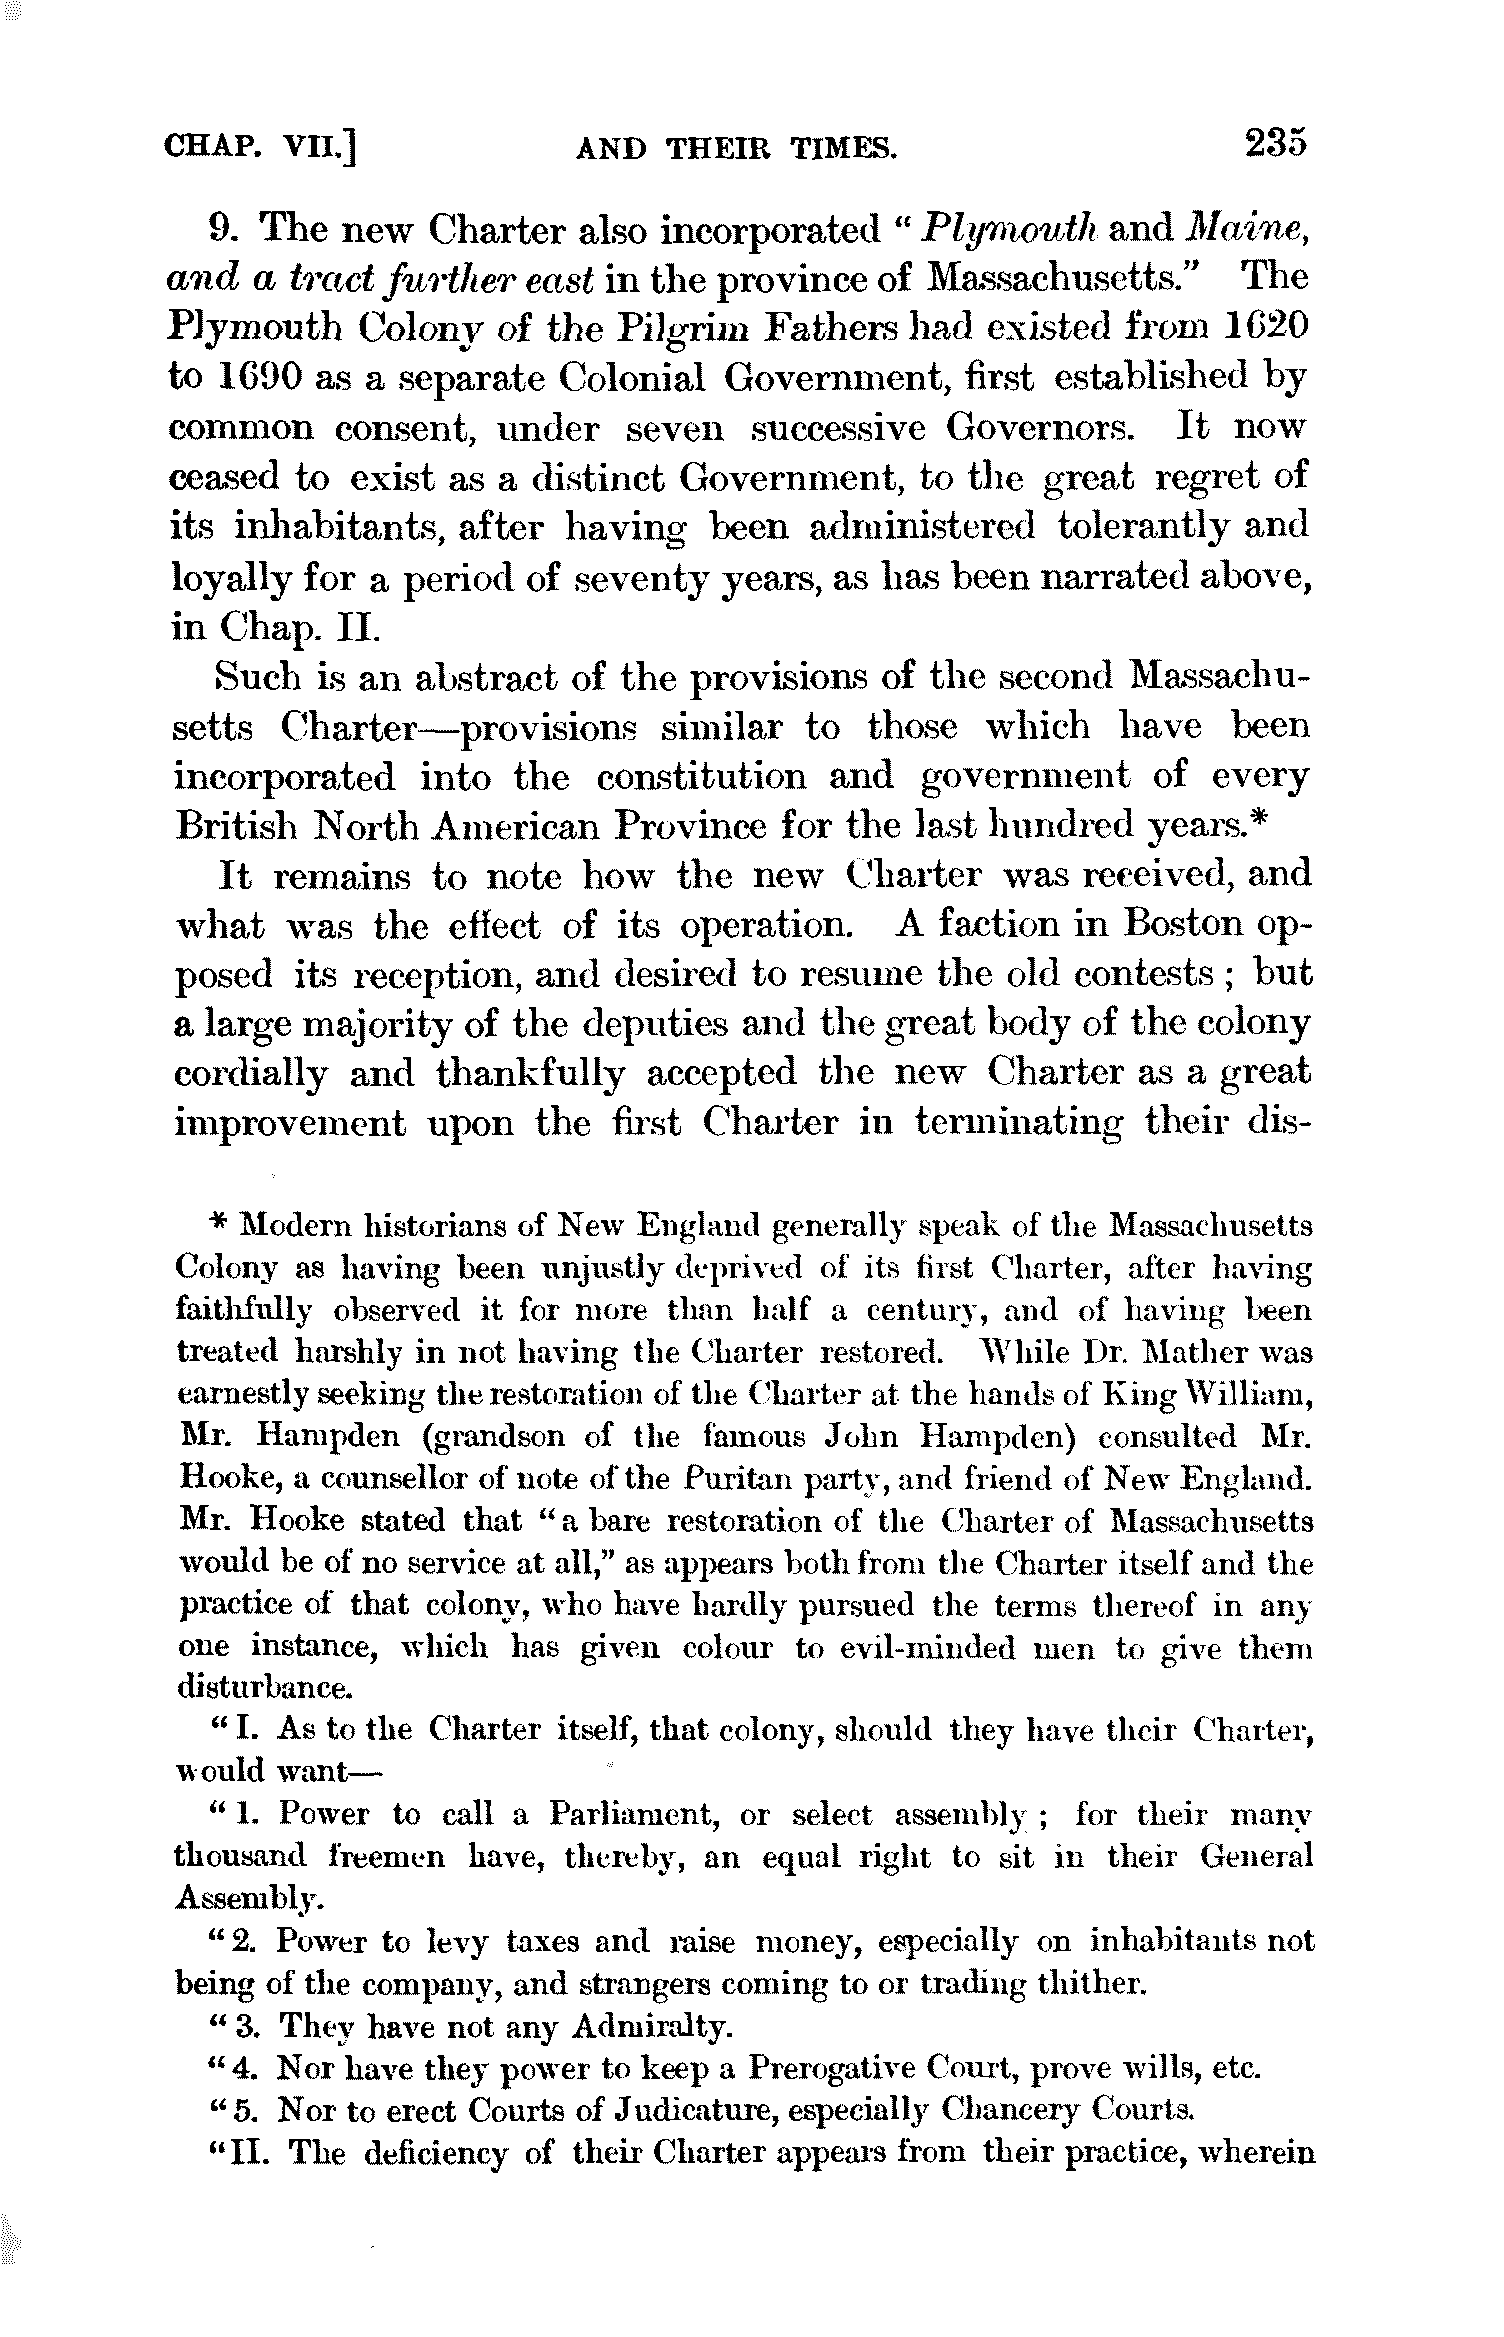 CHAP. VII.] AND THEIR TIMES. 235
9. The new Charter also incorporated “ Plymouth and Maine,
and a tract further east in the province of Massachusetts.” The
Plymouth Colony of the Pilgrim Fathers had existed from 1620
to 1690 as a separate Colonial Government, first established by
common consent, under seven successive Governors. It now
ceased to exist as a distinct Government, to the great regret of
its inhabitants, after having been administered tolerantly and
loyally for a period of seventy years, as has been narrated above,
in Chap. II.
Such is an abstract of the provisions of the second Massachu-
setts Charter—provisions similar to those which have been
incorporated into the constitution and government of every
British North American Province for the last hundred years.*
It remains to note how the new Charter was received, and
what was the effect of its operation. A faction in Boston op-
posed its reception, and desired to resume the old contests ; but
a large majority of the deputies and the great body of the colony
cordially and thankfully accepted the new Charter as a great
improvement upon the first Charter in terminating their dis-
* Modern historians of New England generally speak of the Massachusetts
Colony as having been unjustly deprived of its first Charter, after having
faithfully observed it for more than half a century, and of having been
treated harshly in not having the Charter restored. While Dr. Mather was
earnestly seeking the restoration of the Charter at the hands of King William,
Mr. Hampden (grandson of the famous John Hampden) consulted Mr.
Hooke, a counsellor of note of the Puritan party, and friend of New England.
Mr. Hooke stated that “a bare restoration of the Charter of Massachusetts
would be of no service at all,” as appears both from the Charter itself and the
practice of that colony, who have hardly pursued the terms thereof in any
one instance, which has given colour to evil-minded men to give them
disturbance.
“ I. As to the Charter itself, that colony, should they have their Charter,
would want—
“ 1. Power to call a Parliament, or select assembly ; for their many
thousand freemen have, thereby, an equal right to sit in their General
Assembly.
“ 2. Power to levy taxes and raise money, especially on inhabitants not
being of the company, and strangers coming to or trading thither.
“ 3. They have not any Admiralty.
“ 4. Nor have they power to keep a Prerogative Court, prove wills, etc.
“ 5. Nor to erect Courts of Judicature, especially Chancery Courts.
“II. The deficiency of their Charter appears from their practice, wherein